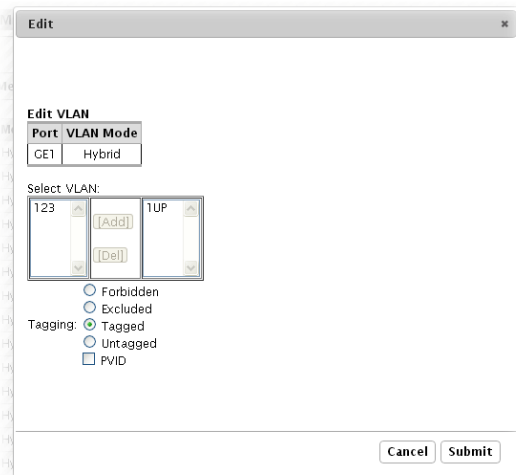 Edit
Edit VLAN
Port VLAN Mode
GE1 Hybrid
Select VLAN:
123 [Add] 1UP
[Del]
Forbidden
Excluded
Tagging: Tagged
Untagged
PVID
Cancel Submit